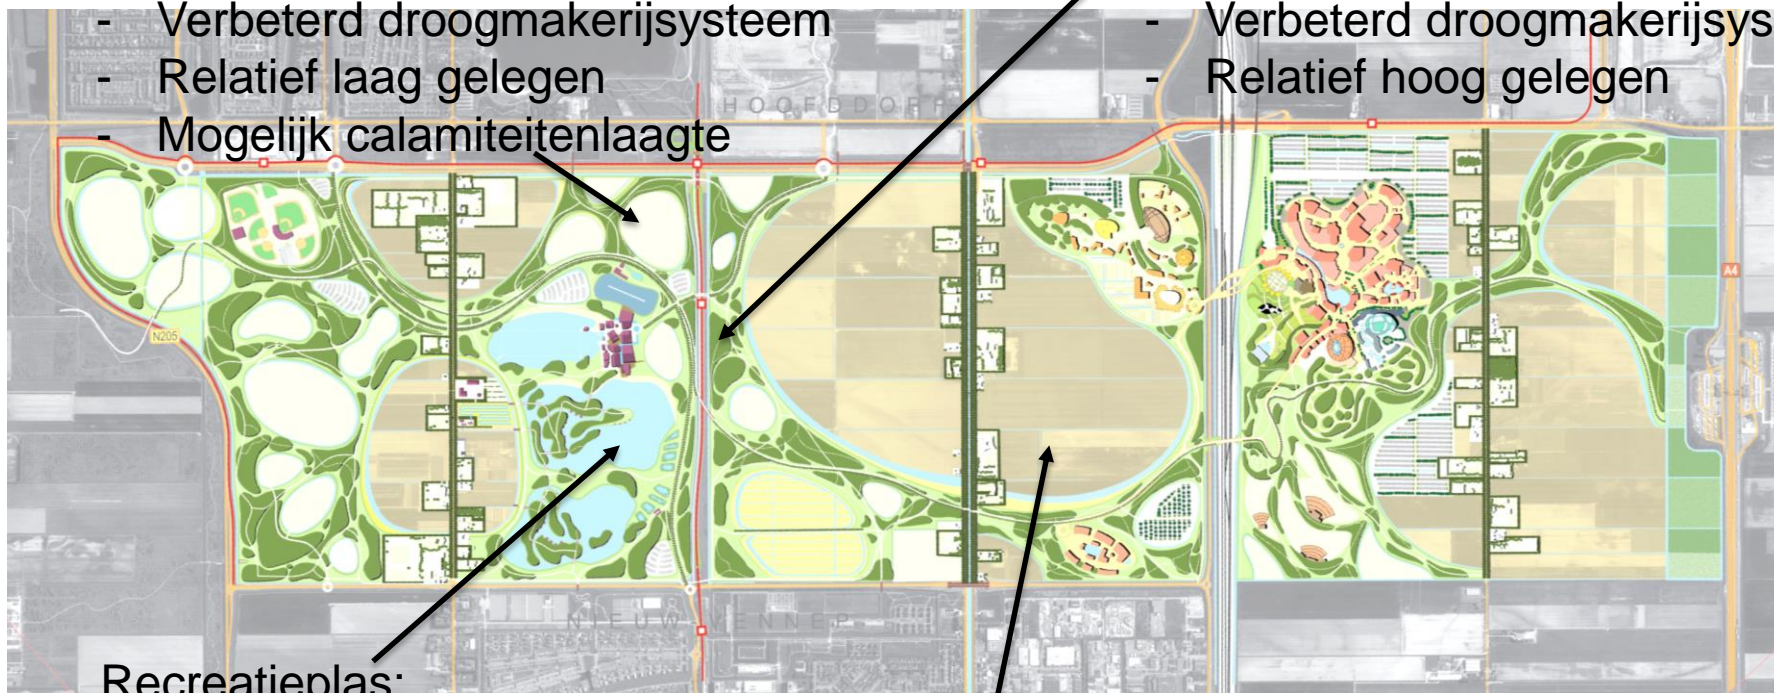 - Verbeterd droogmakerijsysteem
- Relatief laag gelegen
- Mogelijk calamiteitenlaagte
- Verbeterd droogmakerijsys
- Relatief hoog gelegen
HOOFDDORP
N205
A4
NIEUW VENNEP
Recreatieplas: